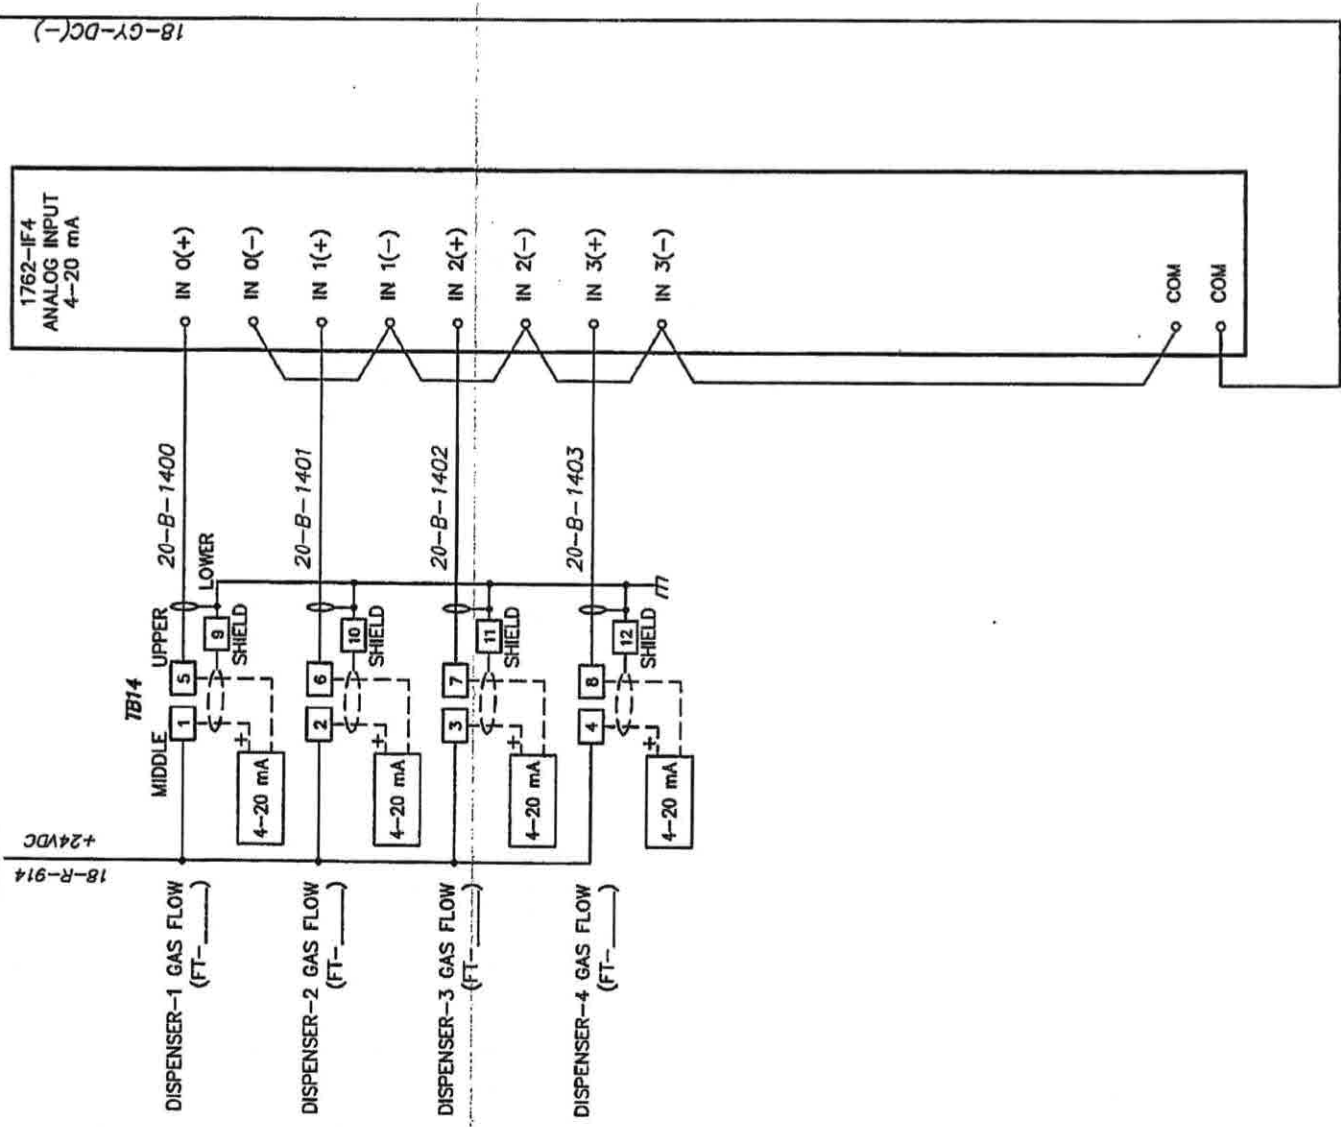 18-GY-DC(-)
1762-IF4
ANALOG INPUT
4-20 mA
IN 0(+)
IN 0(-)
IN 1(+)
IN 1(-)
IN 2(+)
IN 2(-)
IN 3(+)
IN 3(-)
COM
COM
20-B-1400
20-B-1401
20-B-1402
20-B-1403
TB14
MIDDLE
UPPER
LOWER
1
5
9
SHIELD
+
4-20 mA
2
6
10
SHIELD
+
4-20 mA
3
7
11
SHIELD
+
4-20 mA
4
8
12
SHIELD
+
4-20 mA
+24VDC
18-R-914
DISPENSER-1 GAS FLOW
(FT-____)
DISPENSER-2 GAS FLOW
(FT-____)
DISPENSER-3 GAS FLOW
(FT-____)
DISPENSER-4 GAS FLOW
(FT-____)